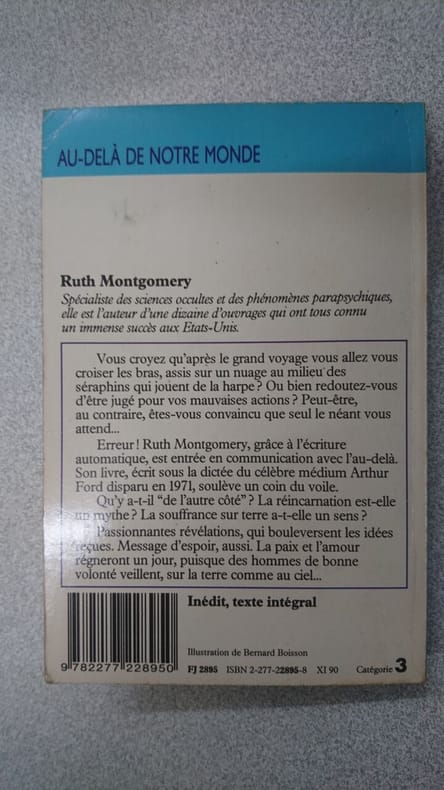 AU-DELÀ DE NOTRE MONDE
Ruth Montgomery
Spécialiste des sciences occultes et des phénomènes parapsychiques,
elle est l'auteur d'une dizaine d'ouvrages qui ont tous connu
un immense succès aux Etats-Unis.
Vous croyez qu'après le grand voyage vous allez vous
croiser les bras, assis sur un nuage au milieu des
séraphins qui jouent de la harpe? Ou bien redoutez-vous
d'être jugé pour vos mauvaises actions? Peut-être,
au contraire, êtes-vous convaincu que seul le néant vous
attend...
Erreur! Ruth Montgomery, grâce à l'écriture
automatique, est entrée en communication avec l'au-delà.
Son livre, écrit sous la dictée du célèbre médium Arthur
Ford disparu en 1971, soulève un coin du voile.
Qu'y a-t-il "de l'autre côté"? La réincarnation est-elle
un mythe? La souffrance sur terre a-t-elle un sens?
Passionnantes révélations, qui bouleversent les idées
reçues. Message d'espoir, aussi. La paix et l'amour
régneront un jour, puisque des hommes de bonne
volonté veillent, sur la terre comme au ciel...
Inédit, texte intégral
Illustration de Bernard Boisson
9 782277 228950 FJ 2895 ISBN 2-277-22895-8 XI 90 Catégorie 3